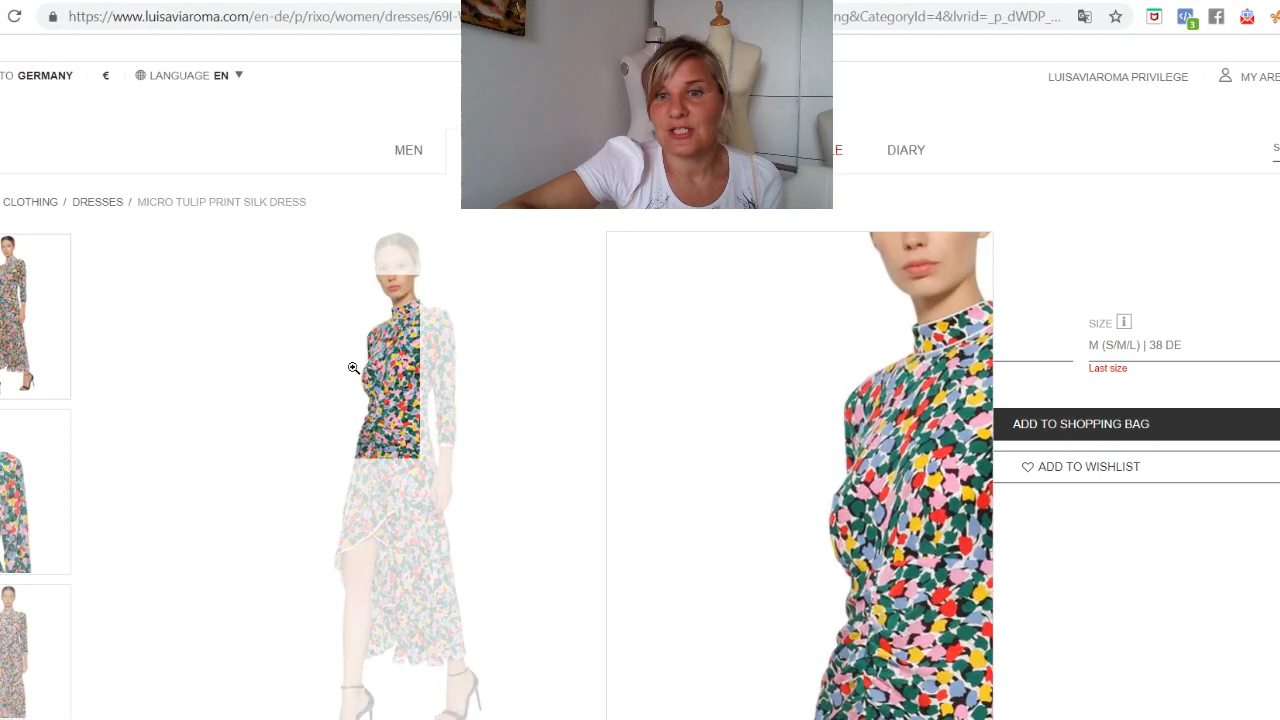 https://www.luisaviaroma.com/en-de/p/rixo/women/dresses/69I-
ng&CategoryId=4&lvrid=_p_dWDP_...
3
TO GERMANY
€
LANGUAGE EN
LUISAVIAROMA PRIVILEGE
MY ARE
MEN
LE
DIARY
S
CLOTHING / DRESSES / MICRO TULIP PRINT SILK DRESS
SIZE i
M (S/M/L) | 38 DE
Last size
ADD TO SHOPPING BAG
ADD TO WISHLIST